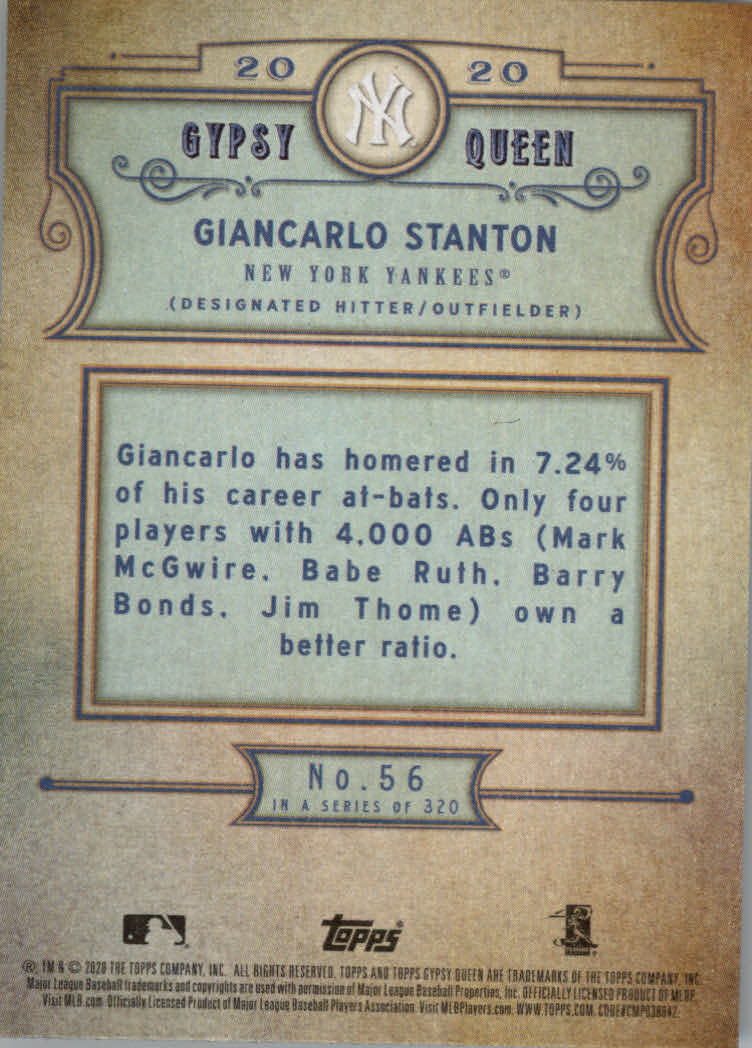 20 20
GYPSY QUEEN
GIANCARLO STANTON
NEW YORK YANKEES®
(DESIGNATED HITTER/OUTFIELDER)
Giancarlo has homered in 7.24%
of his career at-bats. Only four
players with 4,000 ABs (Mark
McGwire, Babe Ruth, Barry
Bonds, Jim Thome) own a
better ratio.
No.56
IN A SERIES OF 320
Topps®
®, TM & © 2020 THE TOPPS COMPANY, INC. ALL RIGHTS RESERVED. TOPPS AND TOPPS GYPSY QUEEN ARE TRADEMARKS OF THE TOPPS COMPANY, INC.
Major League Baseball trademarks and copyrights are used with permission of Major League Baseball Properties, Inc. OFFICIALLY LICENSED PRODUCT OF MLBP.
Visit MLB.com. Officially Licensed Product of Major League Baseball Players Association. Visit MLBPlayers.com. WWW.TOPPS.COM.